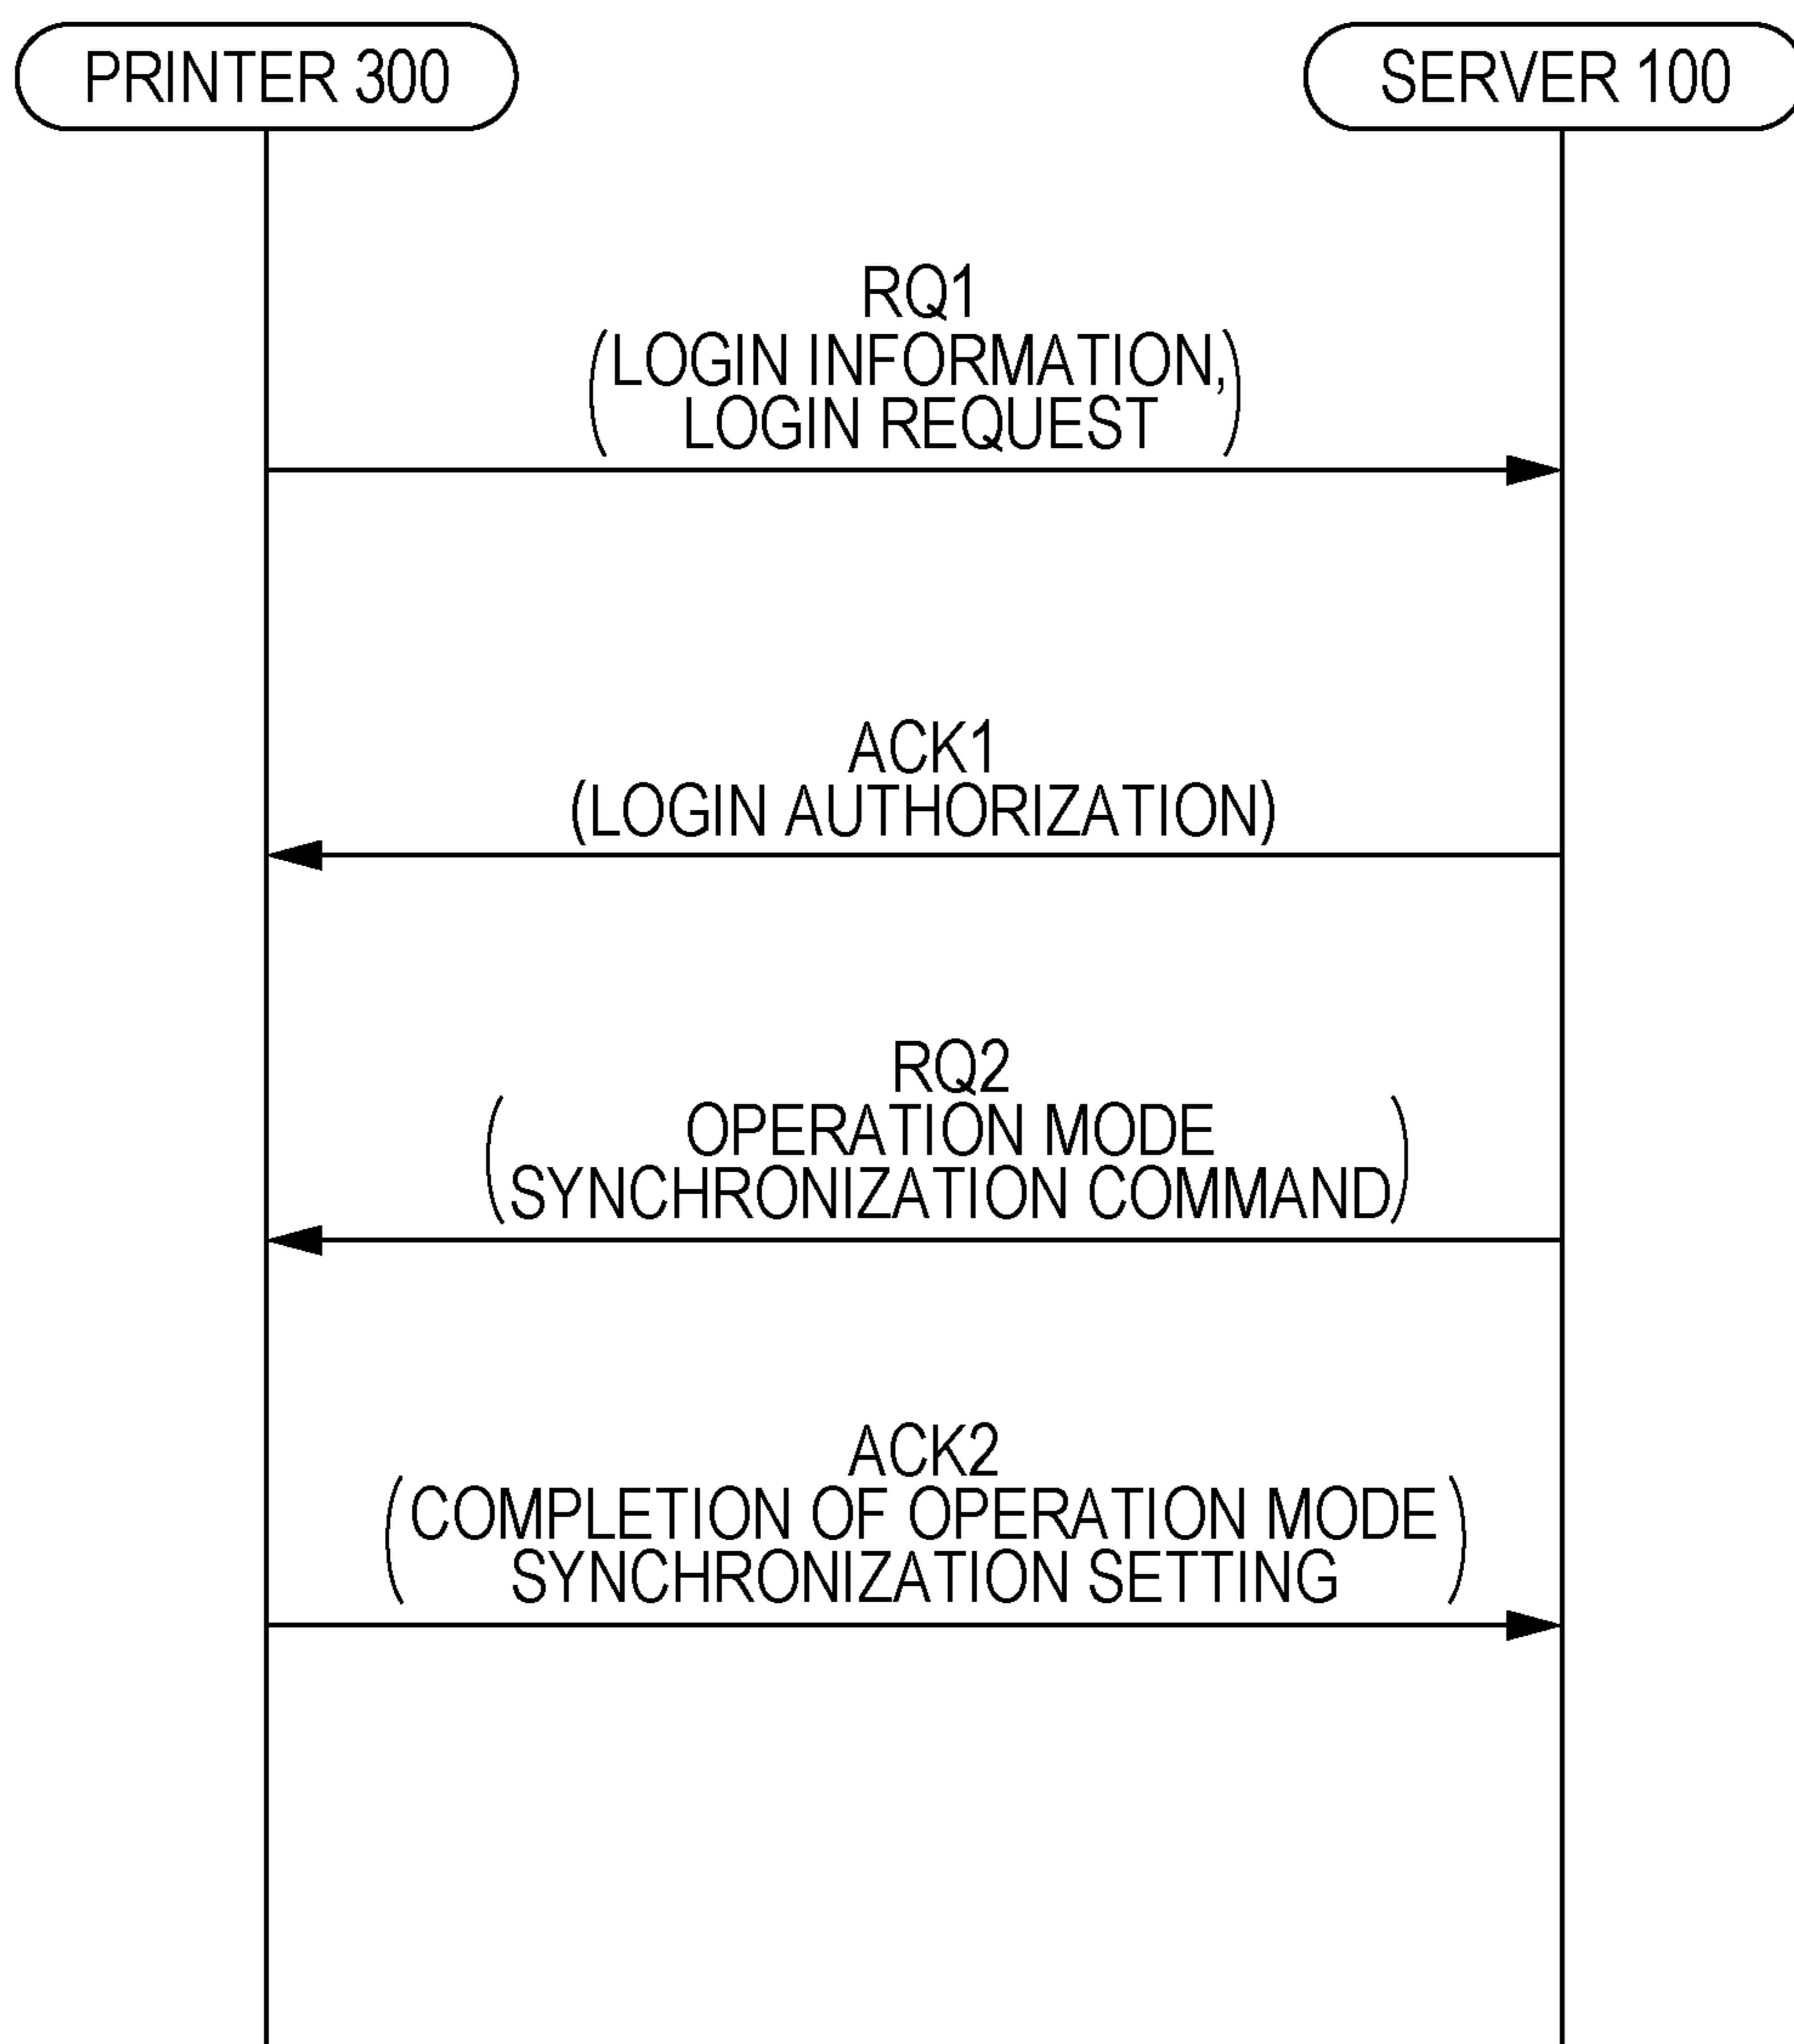 PRINTER 300
SERVER 100
RQ1
(LOGIN INFORMATION,
LOGIN REQUEST)
ACK1
(LOGIN AUTHORIZATION)
RQ2
(OPERATION MODE
SYNCHRONIZATION COMMAND)
ACK2
(COMPLETION OF OPERATION MODE
SYNCHRONIZATION SETTING)